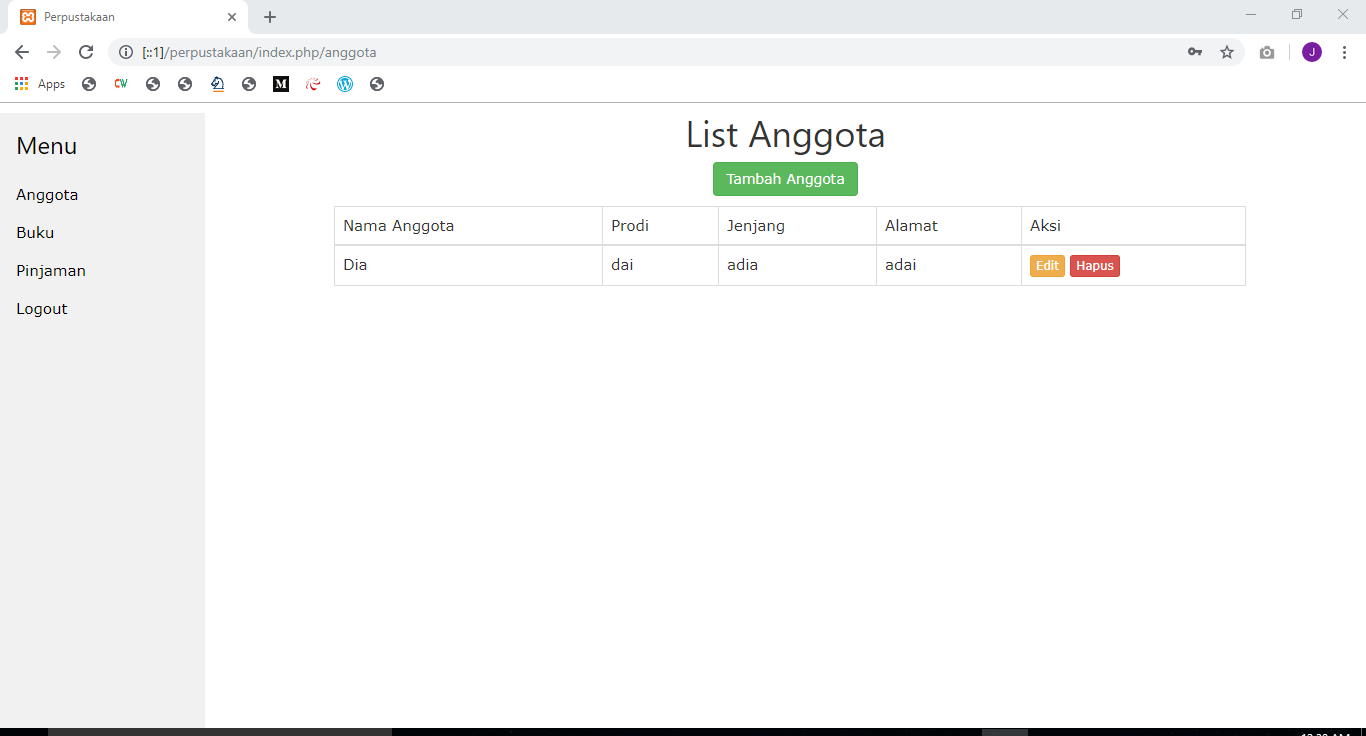 Perpustakaan
[::1]/perpustakaan/index.php/anggota
J
Apps
CW
M
Menu
Anggota
Buku
Pinjaman
Logout
List Anggota
Tambah Anggota
Nama Anggota Prodi Jenjang Alamat Aksi
Dia dai adia adai Edit Hapus